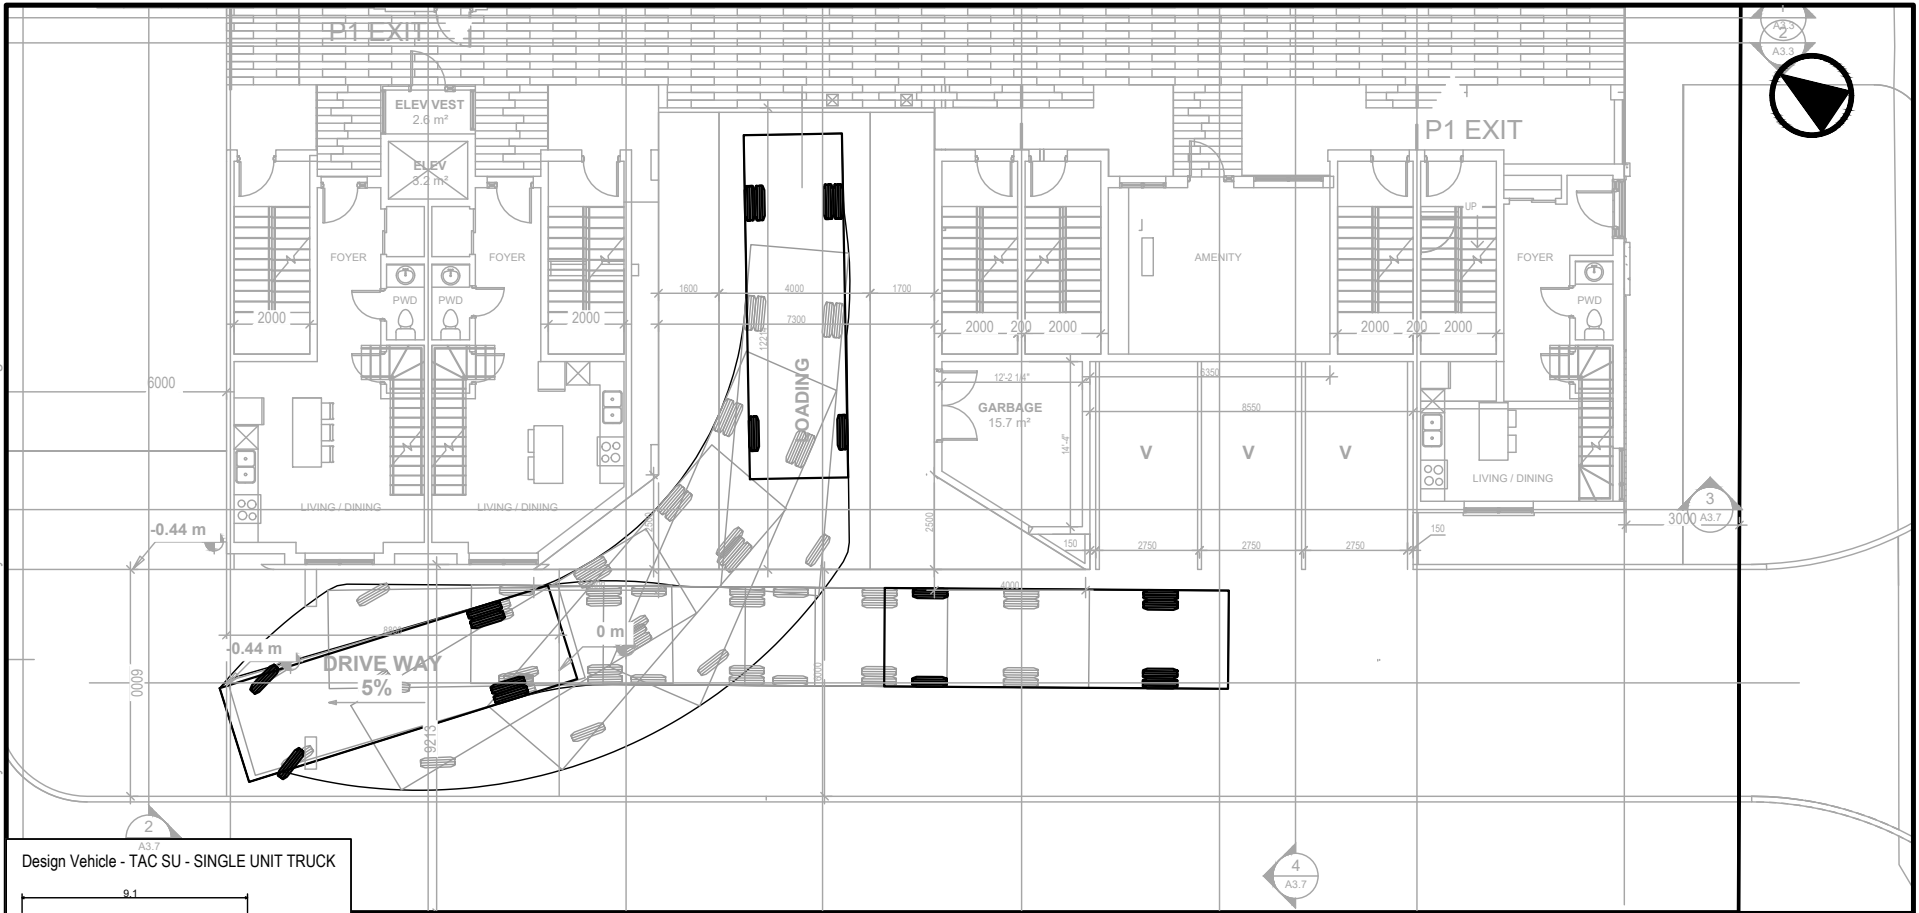 P1 EXIT
A3.3
2
A3.3
ELEV VEST
2.6 m²
P1 EXIT
ELEV
3.2 m²
UP
FOYER
FOYER
AMENITY
FOYER
1600
4000
1700
PWD
PWD
PWD
2000
2000
7300
2000
200
2000
2000
200
2000
6000
6350
12'-2 1/4"
GARBAGE
15.7 m²
8550
OADING
14'-4"
V
V
V
LIVING / DINING
LIVING / DINING
LIVING / DINING
3
A3.7
3000
-0.44 m
2500
2500
150
150
2750
2750
2750
4000
0 m
-0.44 m
DRIVE WAY
5%
6000
9213
2
A3.7
Design Vehicle - TAC SU - SINGLE UNIT TRUCK
9.1
4
A3.7